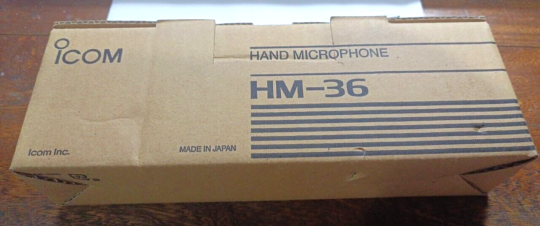 ICOM
HAND MICROPHONE
HM-36
Icom Inc.
MADE IN JAPAN